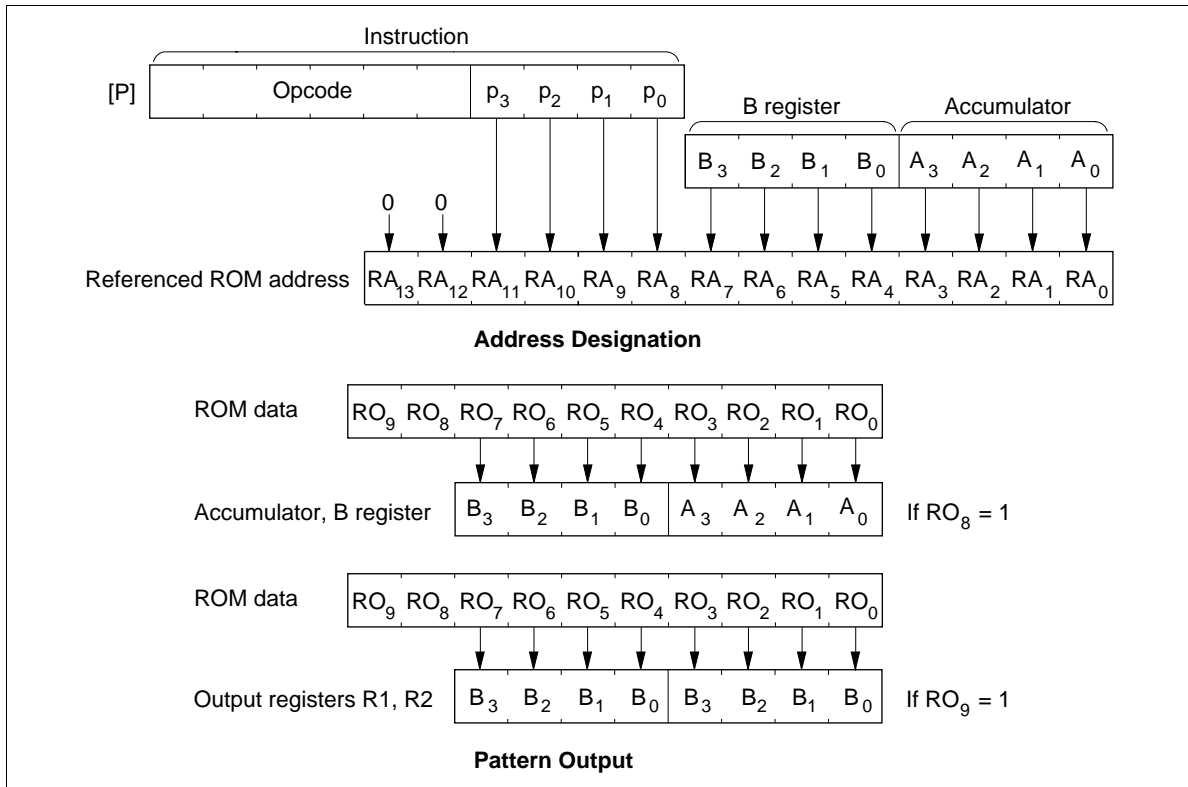 Instruction
[P] Opcode p3 p2 p1 p0
B register Accumulator
B3 B2 B1 B0 A3 A2 A1 A0
0 0
Referenced ROM address RA13 RA12 RA11 RA10 RA9 RA8 RA7 RA6 RA5 RA4 RA3 RA2 RA1 RA0
Address Designation
ROM data RO9 RO8 RO7 RO6 RO5 RO4 RO3 RO2 RO1 RO0
Accumulator, B register B3 B2 B1 B0 A3 A2 A1 A0 If RO8 = 1
ROM data RO9 RO8 RO7 RO6 RO5 RO4 RO3 RO2 RO1 RO0
Output registers R1, R2 B3 B2 B1 B0 B3 B2 B1 B0 If RO9 = 1
Pattern Output